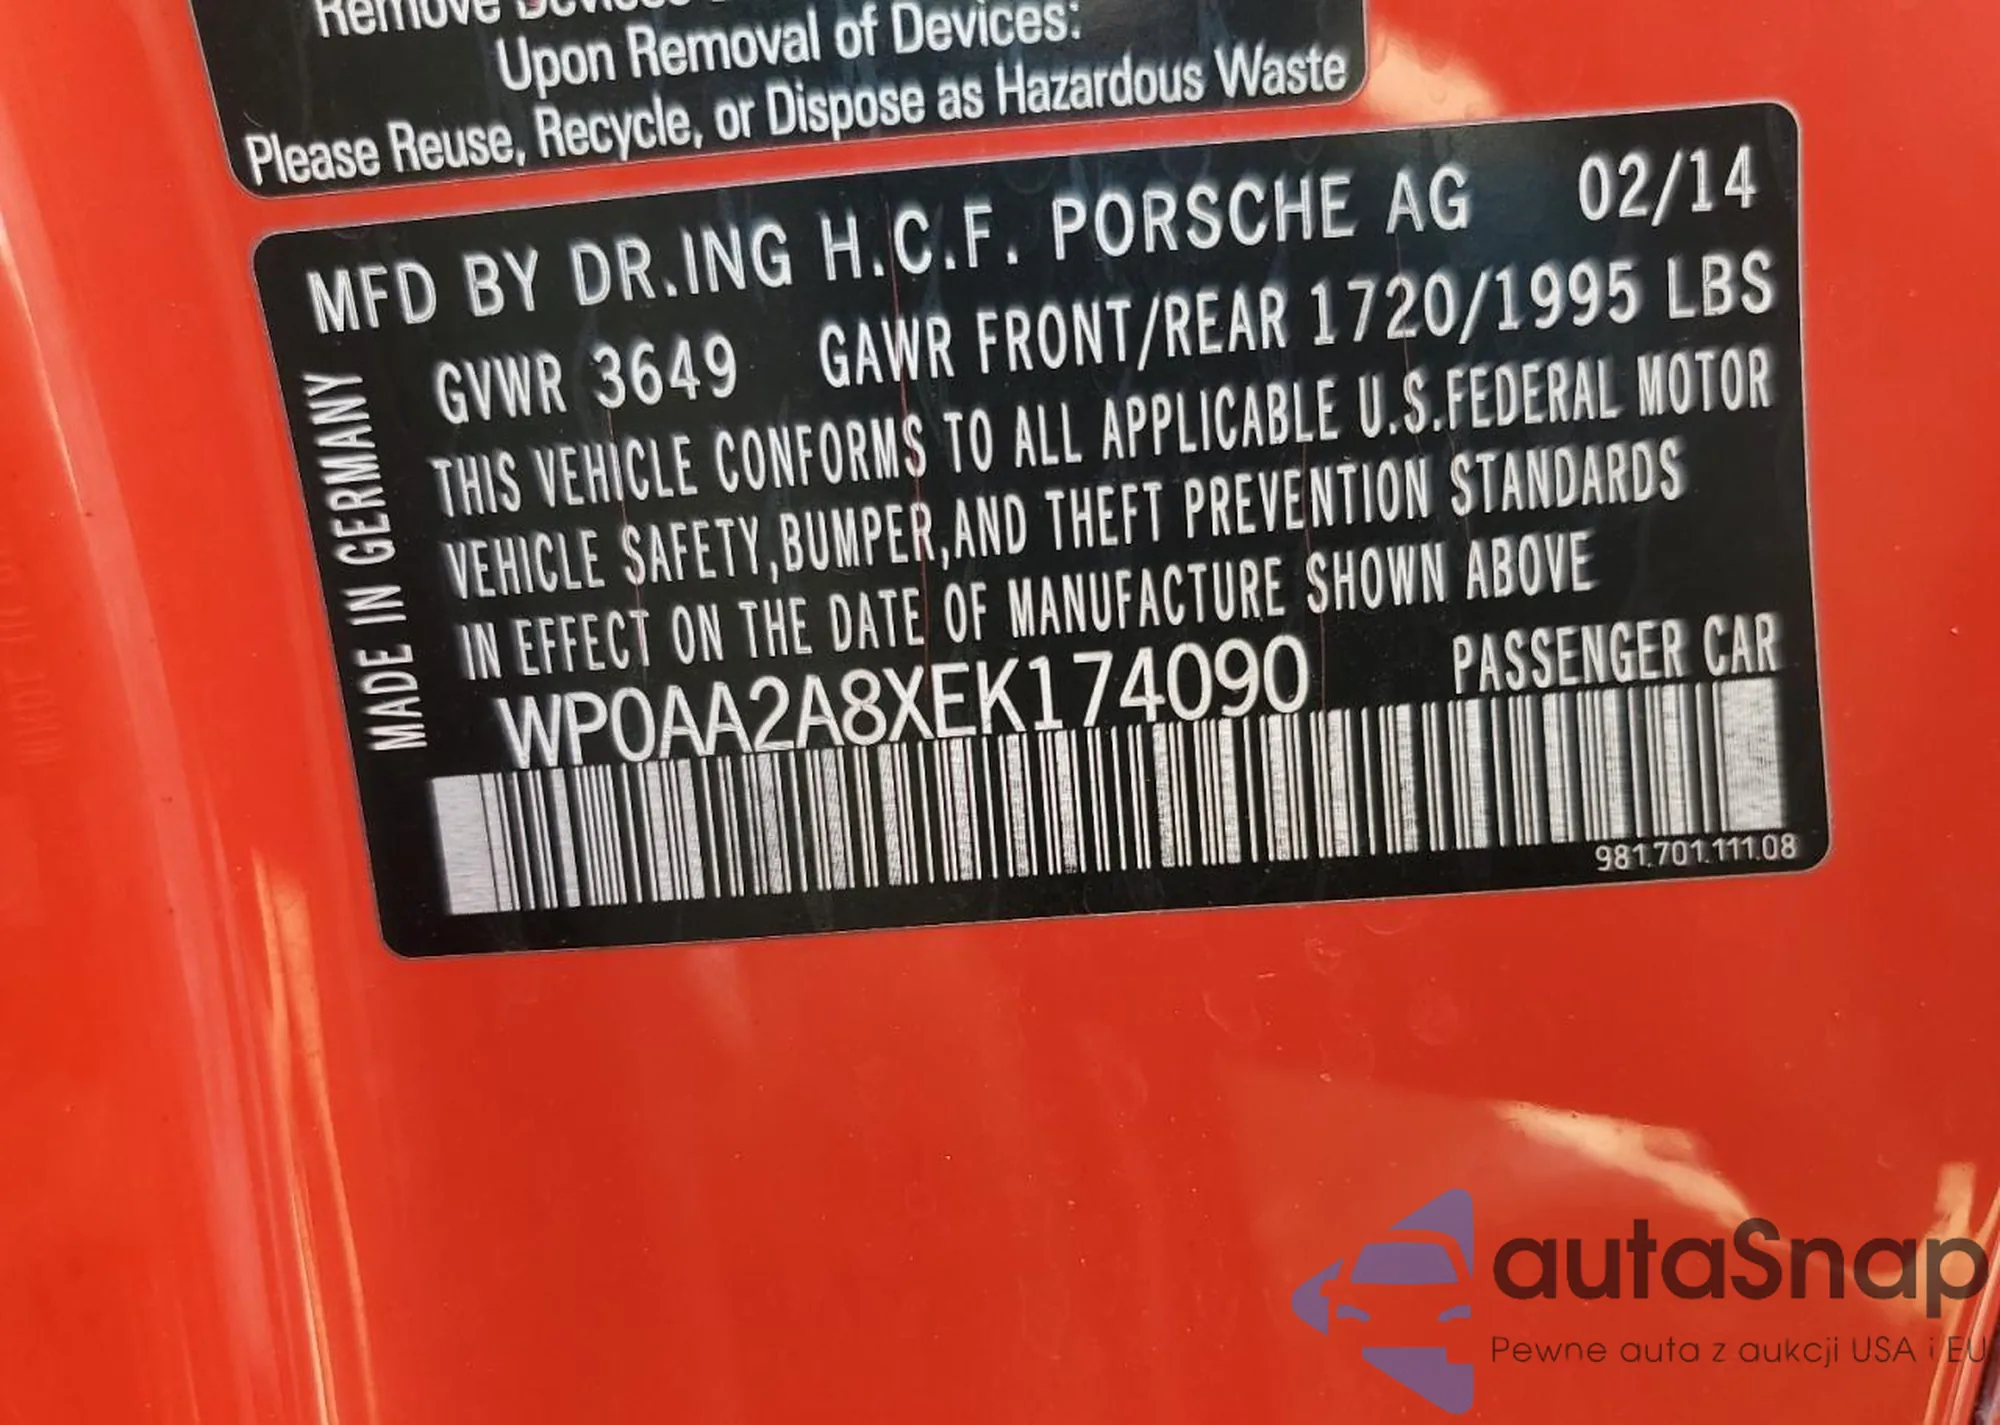 Remove Devices
Upon Removal of Devices:
Please Reuse, Recycle, or Dispose as Hazardous Waste
MFD BY DR.ING H.C.F. PORSCHE AG 02/14
GVWR 3649 GAWR FRONT/REAR 1720/1995 LBS
THIS VEHICLE CONFORMS TO ALL APPLICABLE U.S.FEDERAL MOTOR
VEHICLE SAFETY,BUMPER,AND THEFT PREVENTION STANDARDS
IN EFFECT ON THE DATE OF MANUFACTURE SHOWN ABOVE
WP0AA2A8XEK174090 PASSENGER CAR
981.701.111.08
MADE IN GERMANY
autaSnap
Pewne auta z aukcji USA i EU